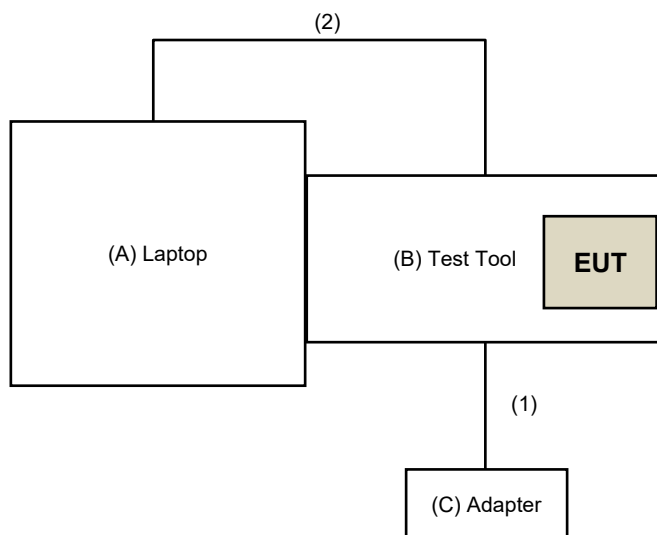 (2)
(A) Laptop
(B) Test Tool
EUT
(1)
(C) Adapter